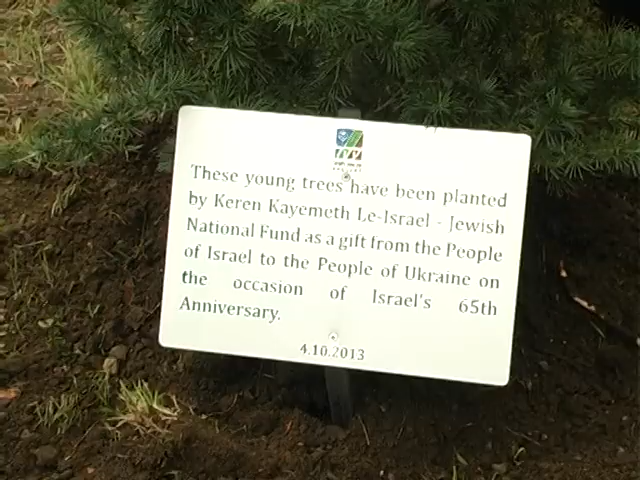 These young trees have been planted
by Keren Kayemeth Le-Israel - Jewish
National Fund as a gift from the People
of Israel to the People of Ukraine on
the occasion of Israel's 65th
Anniversary.
4.10.2013